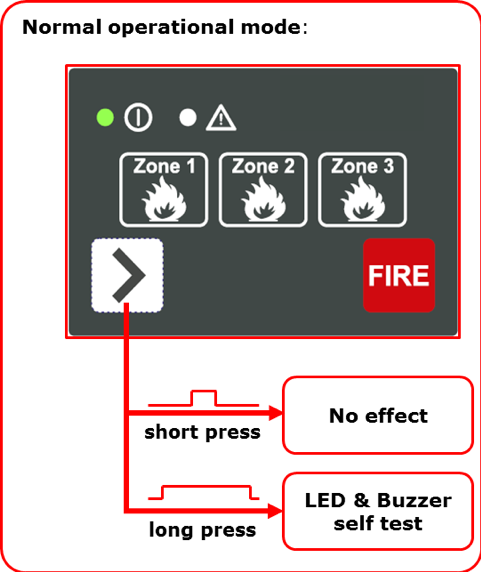 Normal operational mode:
Zone 1
Zone 2
Zone 3
FIRE
short press
No effect
long press
LED & Buzzer
self test